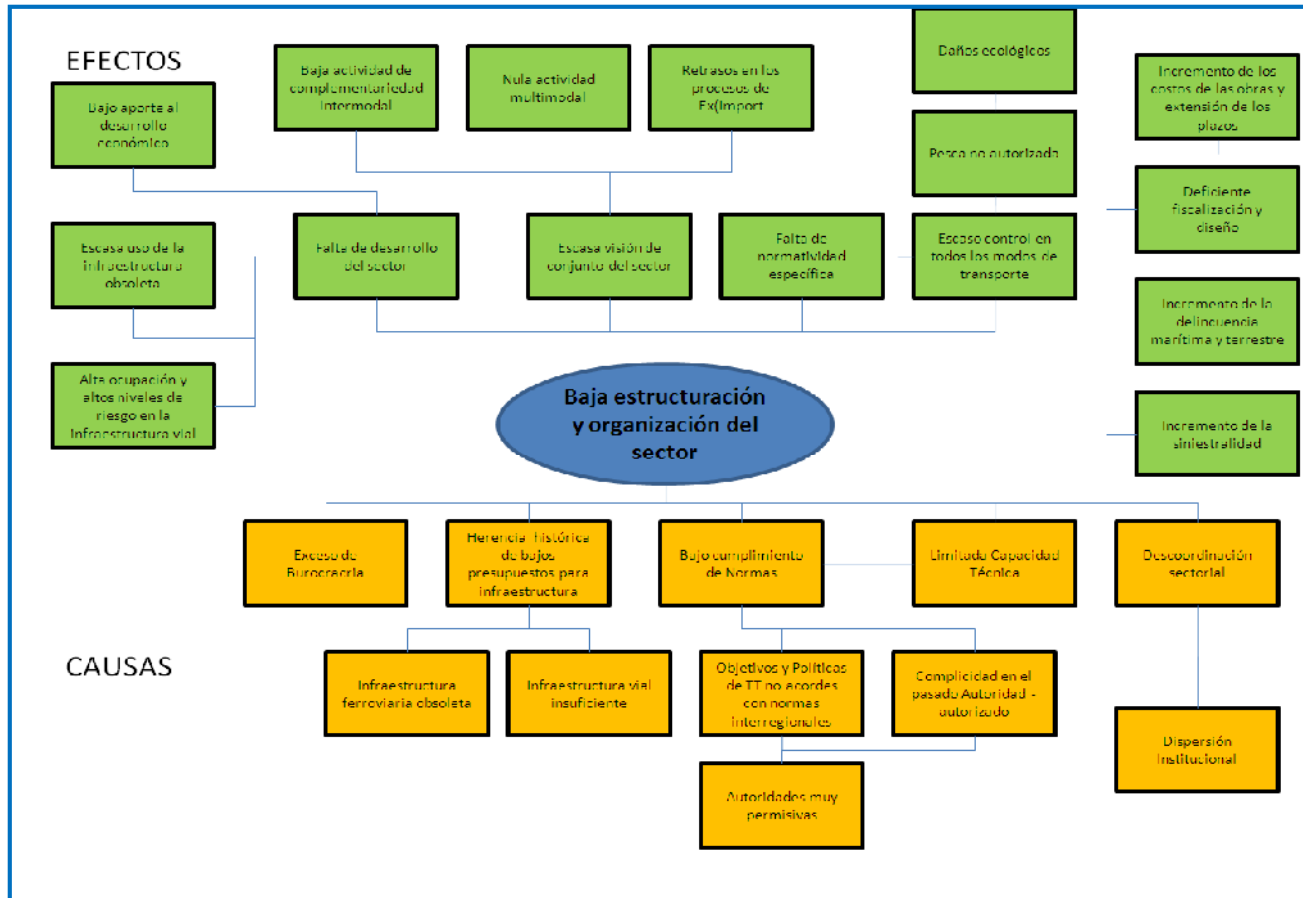 EFECTOS
Bajo aporte al
desarrollo
económico
Baja actividad de
complementariedad
Intermodal
Nula actividad
multimodal
Retrasos en los
procesos de
Ex(Import
Daños ecológicos
Incremento de los
costos de las obras y
extensión de los
plazos
Pesca no autorizada
Escasa uso de la
infraestructura
obsoleta
Falta de desarrollo
del sector
Escasa visión de
conjunto del sector
Falta de
normatividad
específica
Escaso control en
todos los modos de
transporte
Deficiente
fiscalización y
diseño
Incremento de la
delincuencia
marítima y terrestre
Alta ocupación y
altos niveles de
riesgo en la
infraestructura vial
Incremento de la
siniestralidad
Baja estructuración
y organización del
sector
Exceso de
Burocracria
Herencia histórica
de bajos
presupuestos para
infraestructura
Bajo cumplimiento
de Normas
Limitada Capacidad
Técnica
Descoordinación
sectorial
CAUSAS
Infraestructura
ferroviaria obsoleta
Infraestructura vial
insuficiente
Objetivos y Políticas
de TT no acordes
con normas
interregionales
Complicidad en el
pasado Autoridad -
autorizado
Dispersión
Institucional
Autoridades muy
permisivas